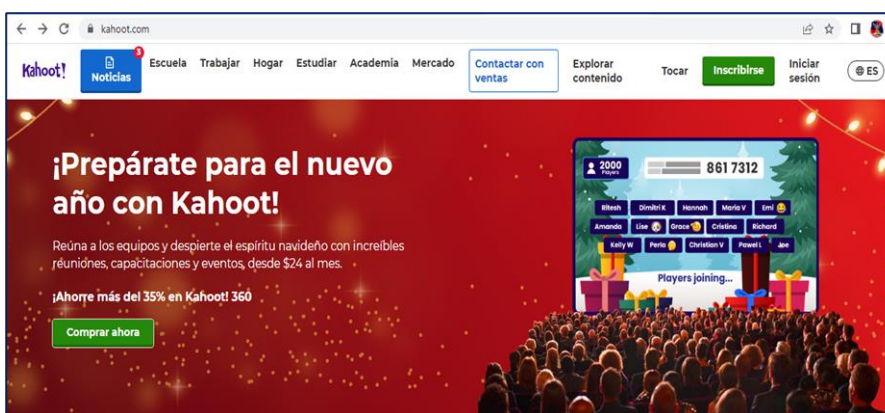 kahoot.com
Kahoot!
3
Noticias
Escuela
Trabajar
Hogar
Estudiar
Academia
Mercado
Contactar con
ventas
Explorar
contenido
Tocar
Inscribirse
Iniciar
sesión
ES
¡Prepárate para el nuevo
año con Kahoot!
Reúna a los equipos y despierte el espíritu navideño con increíbles
reuniones, capacitaciones y eventos, desde $24 al mes.
¡Ahorre más del 35% en Kahoot! 360
Comprar ahora
2000
Players
861 7312
Ritesh Dimitri K Hannah Maria V Emi
Amanda Lise Grace Cristina Richard
Kelly W Perla Christian V Pawel L Jee
Players joining...